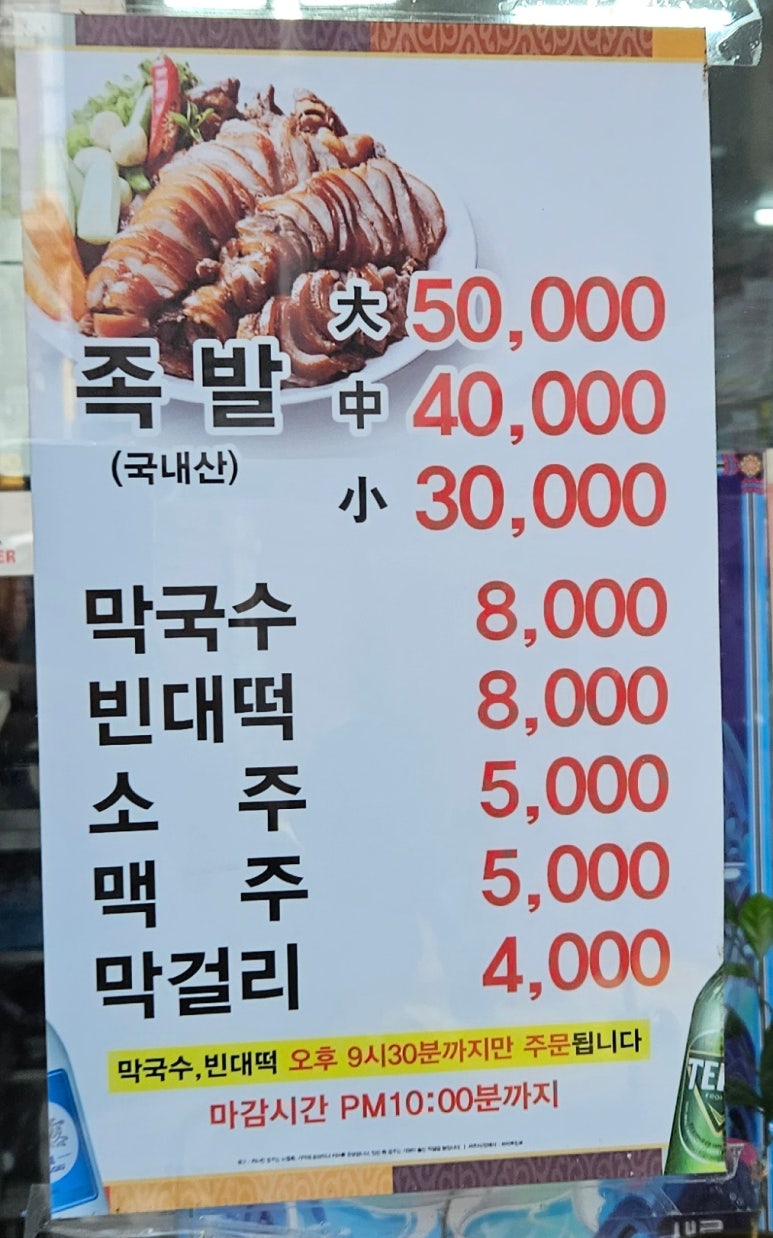 大 50,000
족 발 中 40,000
(국내산)
小 30,000
막국수 8,000
빈대떡 8,000
소 주 5,000
맥 주 5,000
막걸리 4,000
막국수,빈대떡 오후 9시30분까지만 주문됩니다
마감시간 PM10:00분까지